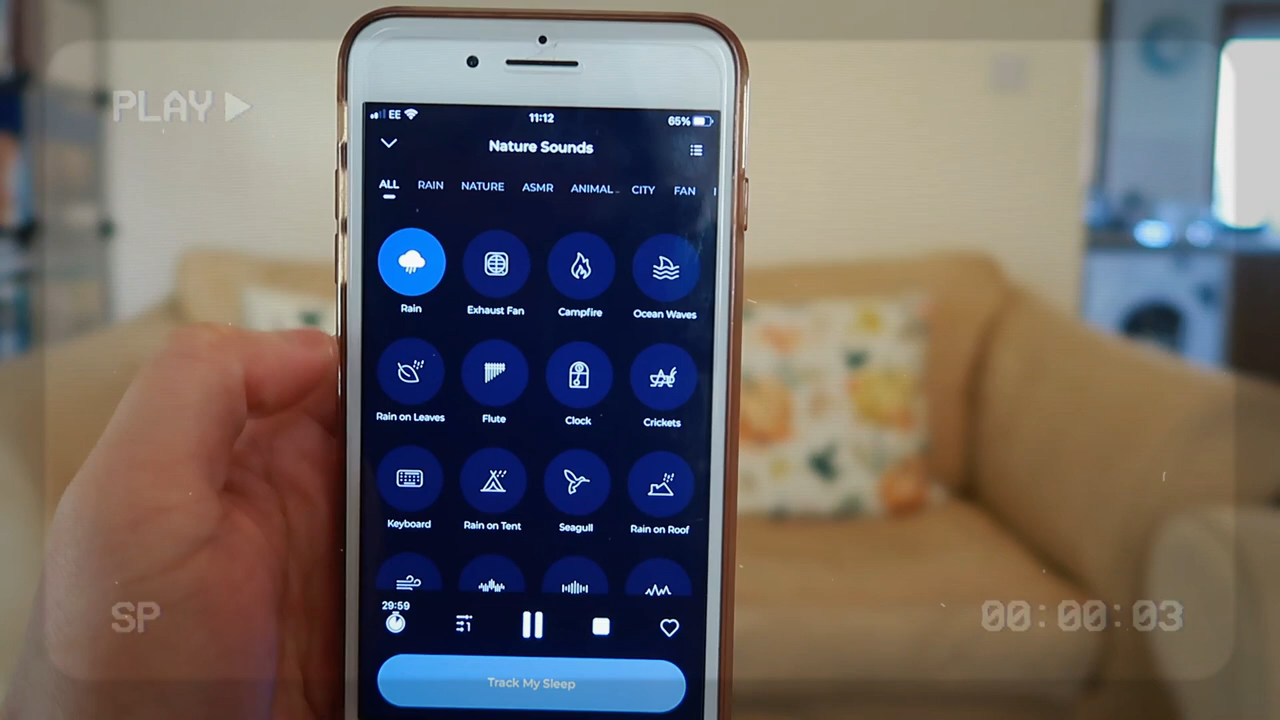 PLAY
EE 11:12 65%
Nature Sounds
ALL RAIN NATURE ASMR ANIMAL.. CITY FAN
Rain Exhaust Fan Campfire Ocean Waves
Rain on Leaves Flute Clock Crickets
Keyboard Rain on Tent Seagull Rain on Roof
29:59
1
SP
00:00:03
Track My Sleep